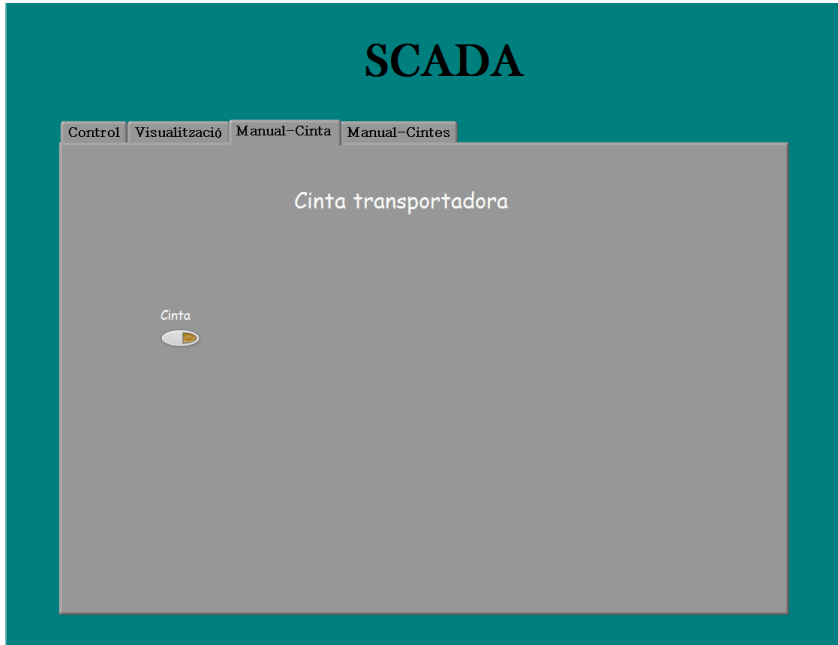 SCADA
Control Visualització Manual-Cinta Manual-Cintes
Cinta transportadora
Cinta